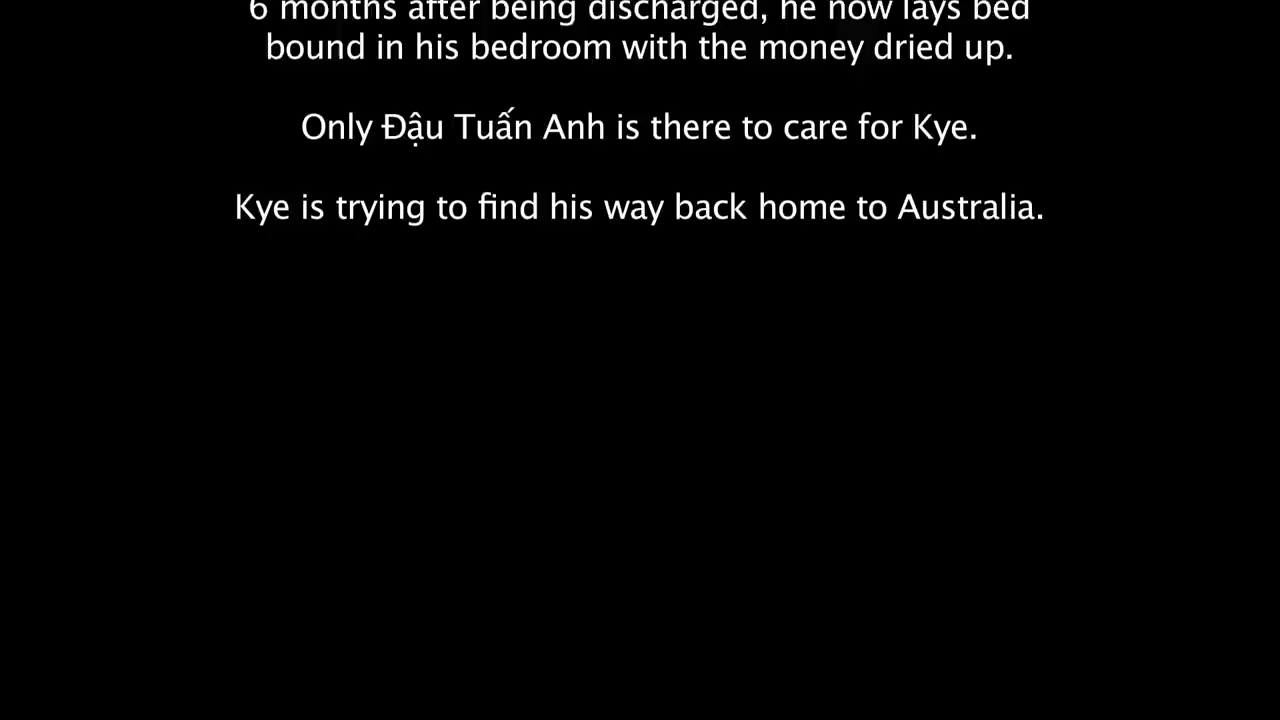 6 months after being discharged, he now lays bed
bound in his bedroom with the money dried up.
Only Đậu Tuấn Anh is there to care for Kye.
Kye is trying to find his way back home to Australia.